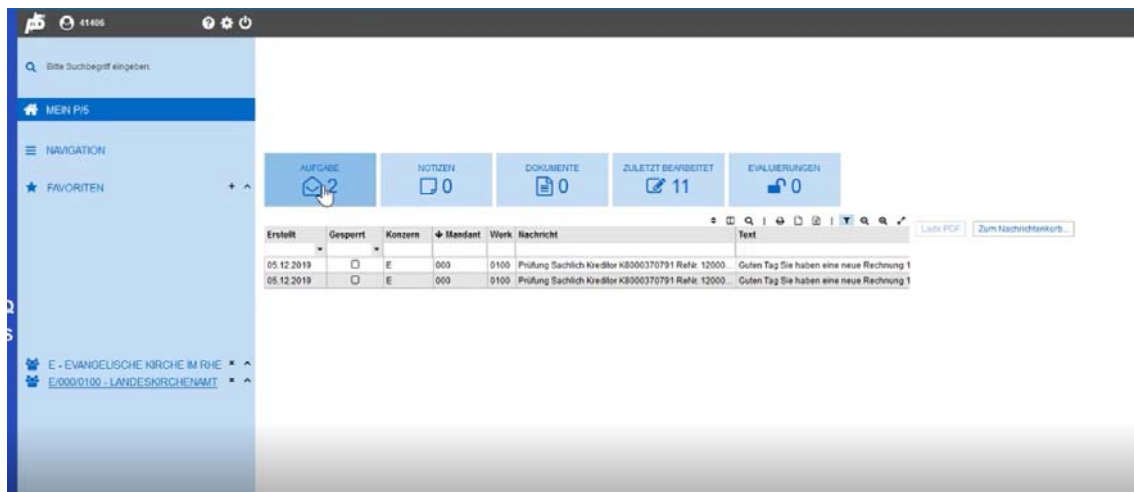 p5 41405
Bitte Suchbegriff eingeben.
MEIN P/5
NAVIGATION
FAVORITEN
AUFGABE
2
NOTIZEN
0
DOKUMENTE
0
ZULETZT BEARBEITET
11
EVALUIERUNGEN
0
Lade PDF Zum Nachrichtenkorb...
Erstellt Gesperrt Konzern Mandant Werk Nachricht Text
05.12.2019 E 000 0100 Prüfung Sachlich Kreditor K8000370791 ReNr. 12000... Guten Tag Sie haben eine neue Rechnung 1
05.12.2019 E 000 0100 Prüfung Sachlich Kreditor K8000370791 ReNr. 12000... Guten Tag Sie haben eine neue Rechnung 1
E - EVANGELISCHE KIRCHE IM RHE
E/000/0100 - LANDESKIRCHENAMT